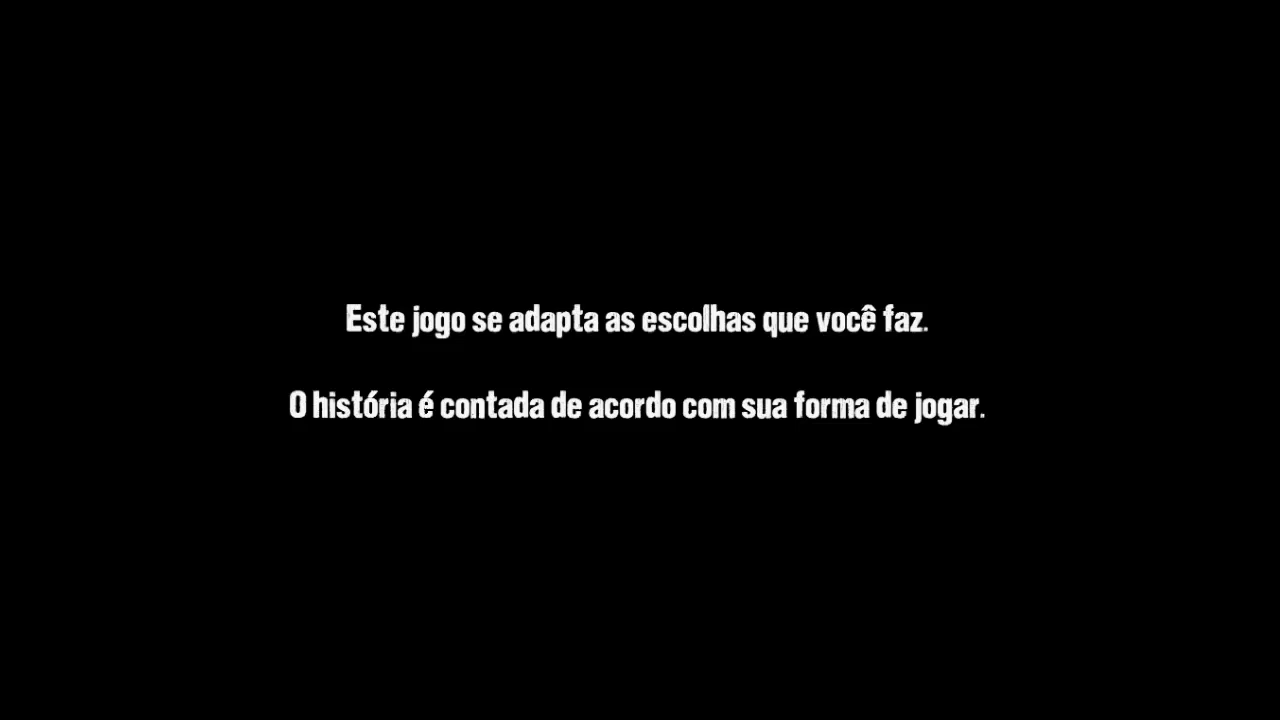 Este jogo se adapta as escolhas que você faz.
O história é contada de acordo com sua forma de jogar.